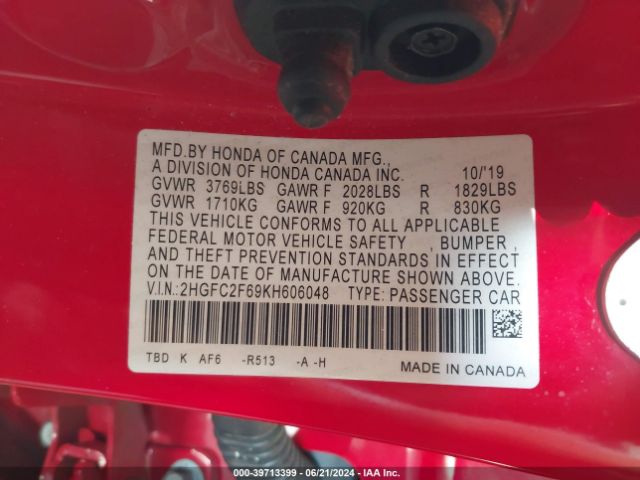 MFD.BY HONDA OF CANADA MFG.,
A DIVISION OF HONDA CANADA INC. 10/'19
GVWR 3769LBS GAWR F 2028LBS R 1829LBS
GVWR 1710KG GAWR F 920KG R 830KG
THIS VEHICLE CONFORMS TO ALL APPLICABLE
FEDERAL MOTOR VEHICLE SAFETY , BUMPER ,
AND THEFT PREVENTION STANDARDS IN EFFECT
ON THE DATE OF MANUFACTURE SHOWN ABOVE.
V.I.N.:2HGFC2F69KH606048 TYPE: PASSENGER CAR
TBD K AF6 -R513 -A -H
MADE IN CANADA
000-39713399 - 06/21/2024 - IAA Inc.